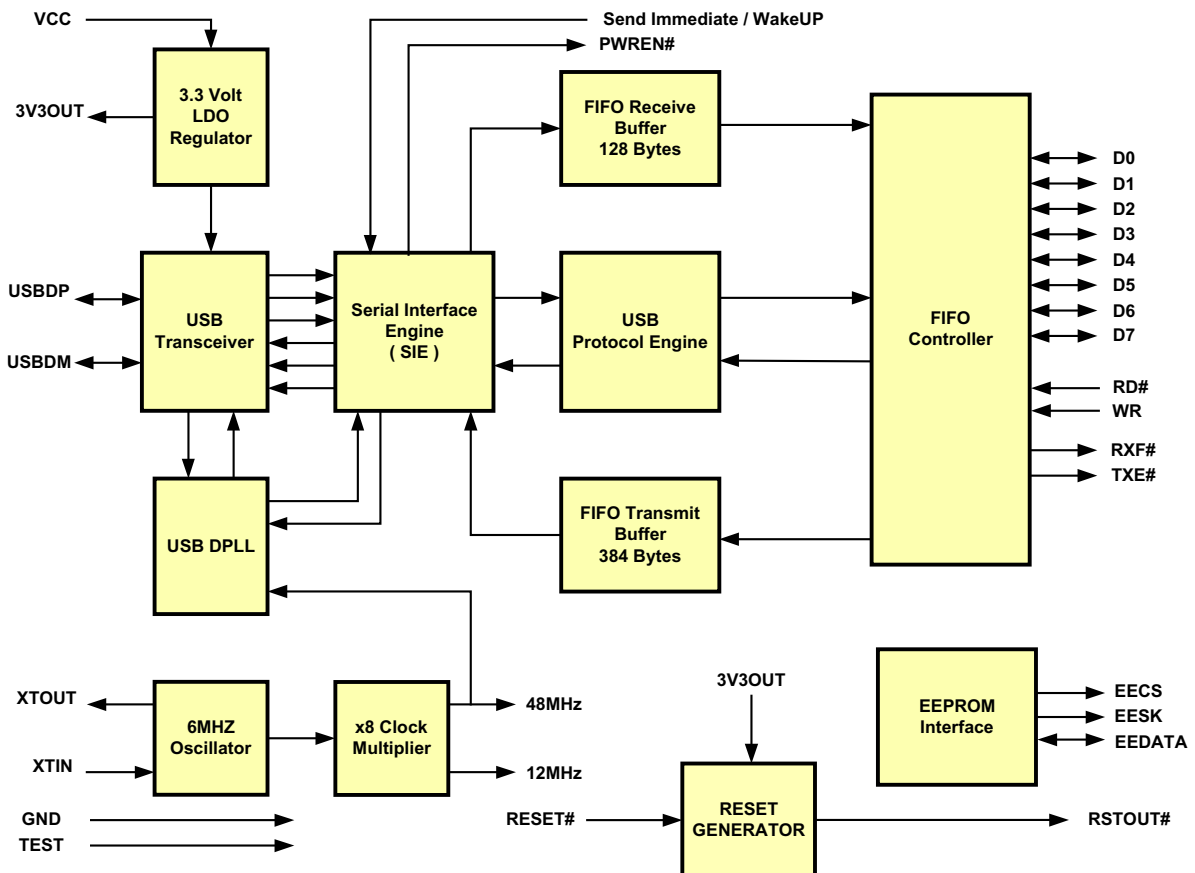 VCC
Send Immediate / WakeUP
PWREN#
3.3 Volt
LDO
Regulator
3V3OUT
FIFO Receive
Buffer
128 Bytes
D0
D1
D2
D3
D4
D5
D6
D7
USBDP
USBDM
USB
Transceiver
Serial Interface
Engine
( SIE )
USB
Protocol Engine
FIFO
Controller
RD#
WR
RXF#
TXE#
USB DPLL
FIFO Transmit
Buffer
384 Bytes
XTOUT
XTIN
6MHZ
Oscillator
x8 Clock
Multiplier
48MHz
12MHz
3V3OUT
EEPROM
Interface
EECS
EESK
EEDATA
GND
TEST
RESET#
RESET
GENERATOR
RSTOUT#